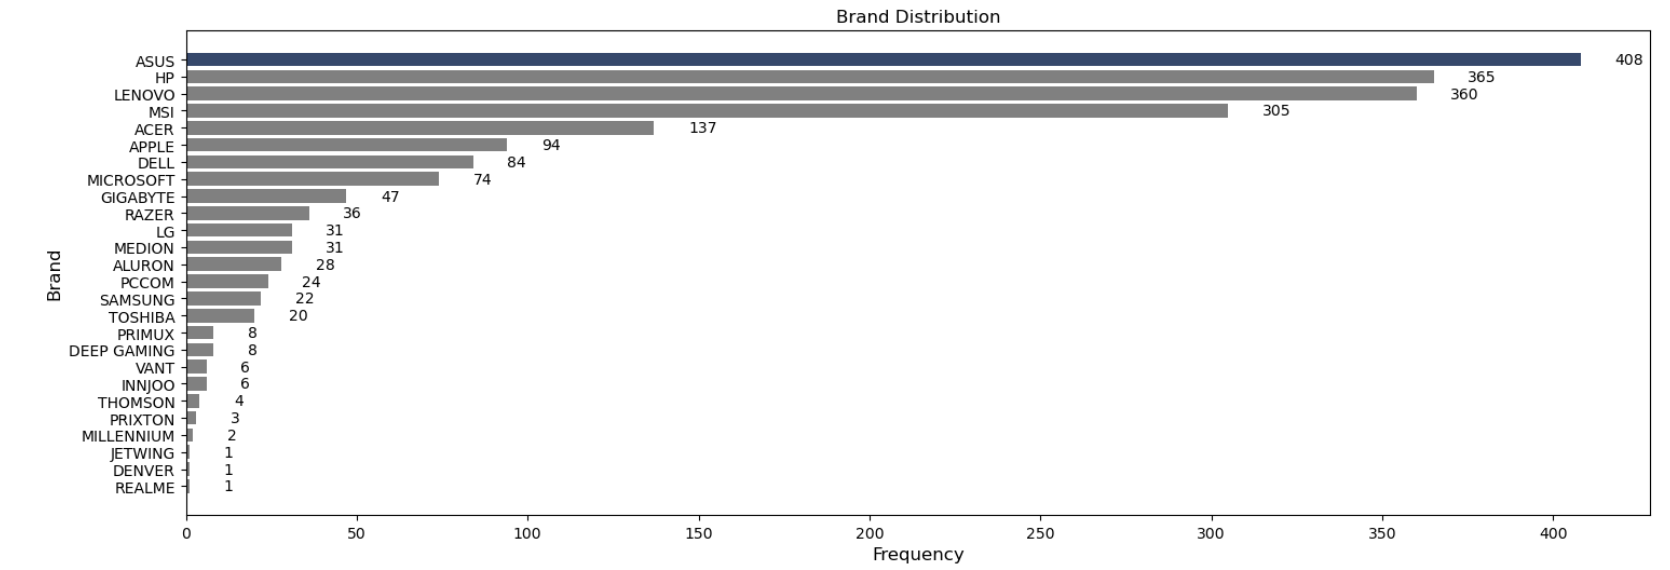 Brand Distribution
Brand
ASUS 408
HP 365
LENOVO 360
MSI 305
ACER 137
APPLE 94
DELL 84
MICROSOFT 74
GIGABYTE 47
RAZER 36
LG 31
MEDION 31
ALURON 28
PCCOM 24
SAMSUNG 22
TOSHIBA 20
PRIMUX 8
DEEP GAMING 8
VANT 6
INNJOO 6
THOMSON 4
PRIXTON 3
MILLENNIUM 2
JETWING 1
DENVER 1
REALME 1
0 50 100 150 200 250 300 350 400
Frequency